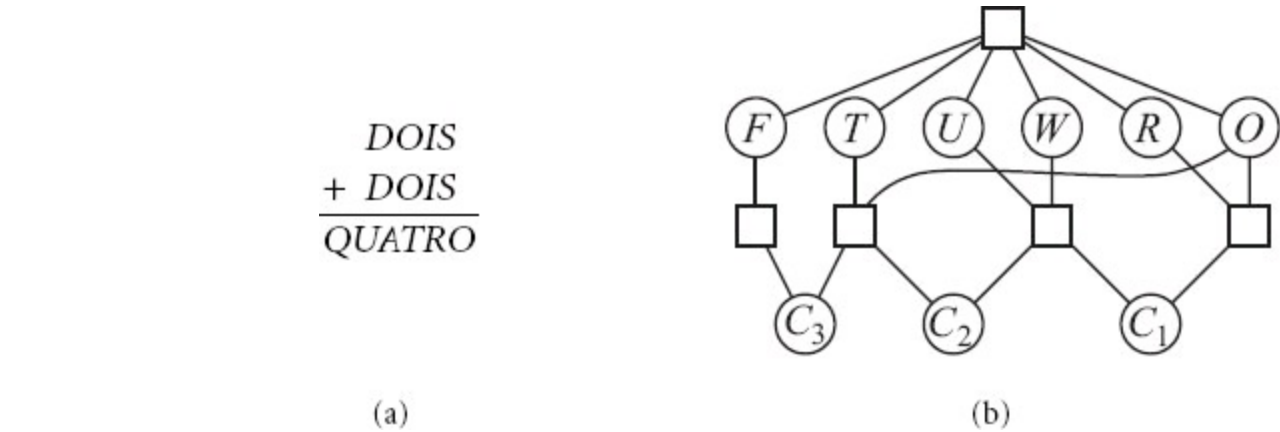 DOIS
+ DOIS
QUATRO
F T U W R O
C3 C2 C1
(a) (b)